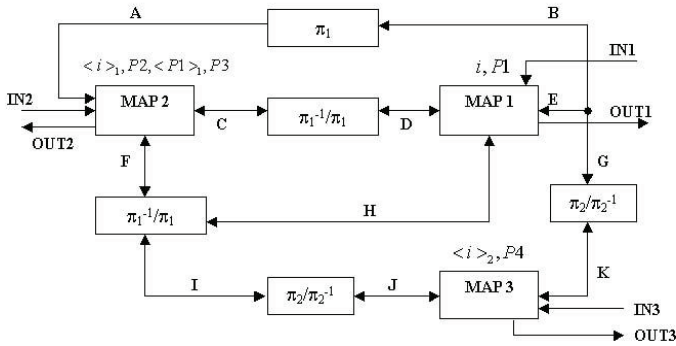 A
B
π₁
IN1
<i>₁, P2, <P1>₁, P3
i, P1
IN2
MAP 2
MAP 1
E
OUT1
C
π₁⁻¹/π₁
D
OUT2
F
G
π₁⁻¹/π₁
H
π₂/π₂⁻¹
<i>₂, P4
I
π₂/π₂⁻¹
J
MAP 3
K
IN3
OUT3